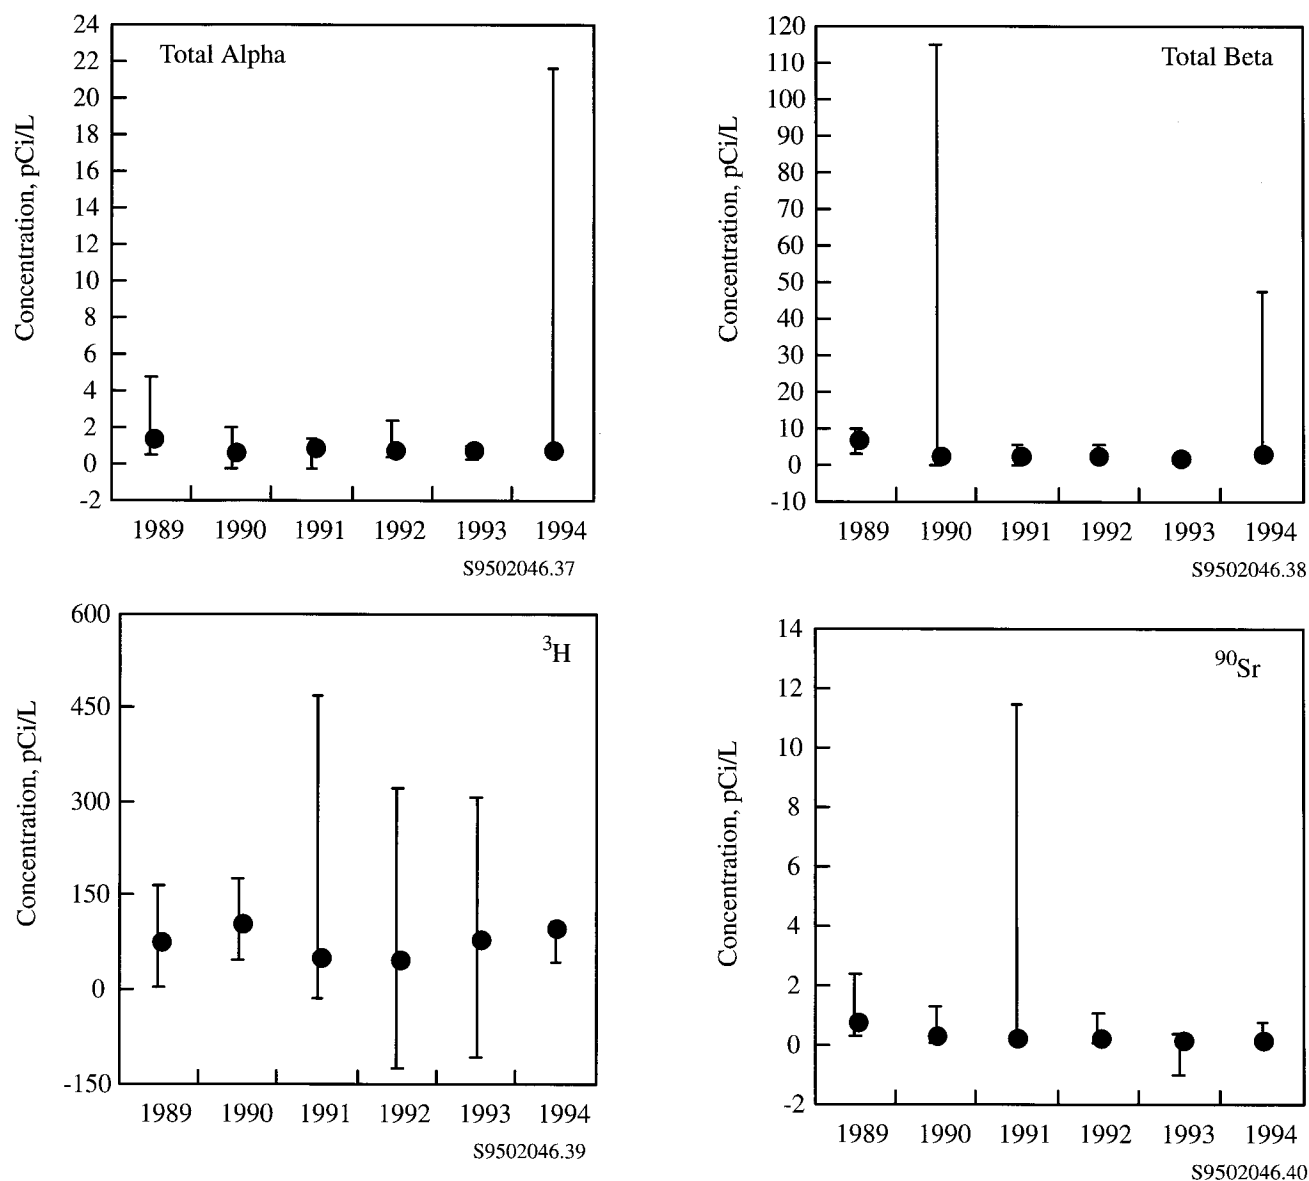 Total Alpha
Concentration, pCi/L
24
22
20
18
16
14
12
10
8
6
4
2
0
-2
1989 1990 1991 1992 1993 1994
S9502046.37
Total Beta
Concentration, pCi/L
120
110
100
90
80
70
60
50
40
30
20
10
0
-10
1989 1990 1991 1992 1993 1994
S9502046.38
³H
Concentration, pCi/L
600
450
300
150
0
-150
1989 1990 1991 1992 1993 1994
S9502046.39
⁹⁰Sr
Concentration, pCi/L
14
12
10
8
6
4
2
0
-2
1989 1990 1991 1992 1993 1994
S9502046.40